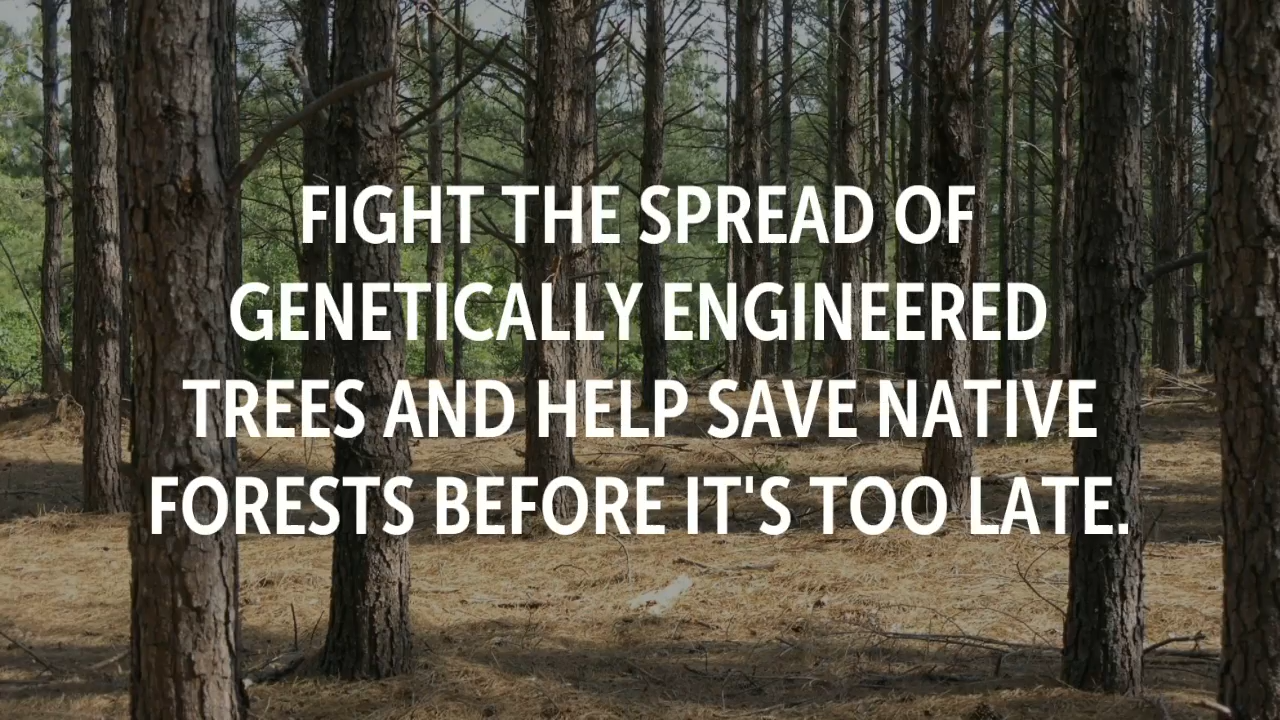 FIGHT THE SPREAD OF
GENETICALLY ENGINEERED
TREES AND HELP SAVE NATIVE
FORESTS BEFORE IT'S TOO LATE.